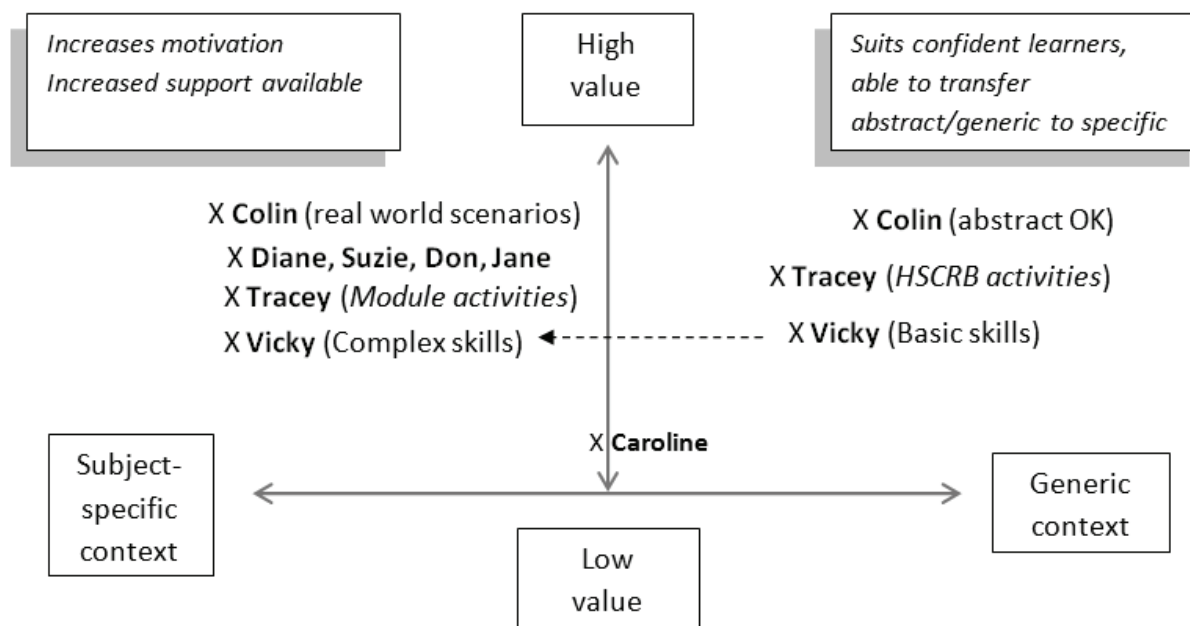 Increases motivation
Increased support available
High
value
Suits confident learners,
able to transfer
abstract/generic to specific
X Colin (real world scenarios)
X Colin (abstract OK)
X Diane, Suzie, Don, Jane
X Tracey (Module activities)
X Tracey (HSCRB activities)
X Vicky (Complex skills)
X Vicky (Basic skills)
X Caroline
Subject-
specific
context
Generic
context
Low
value